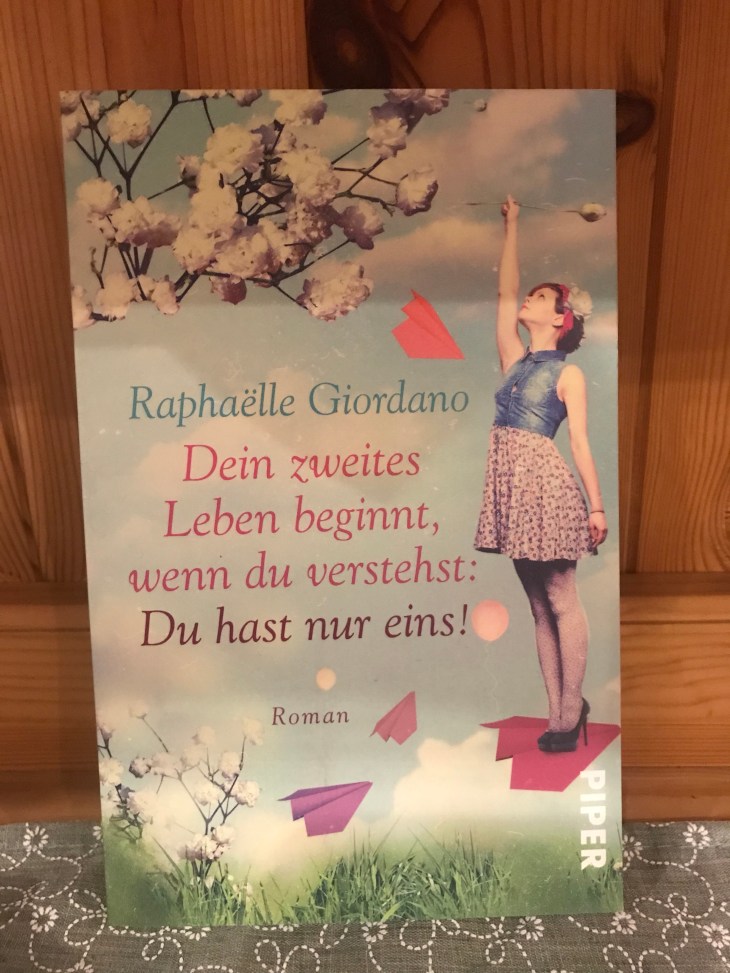 Raphaëlle Giordano
Dein zweites
Leben beginnt,
wenn du verstehst:
Du hast nur eins!
Roman
PIPER